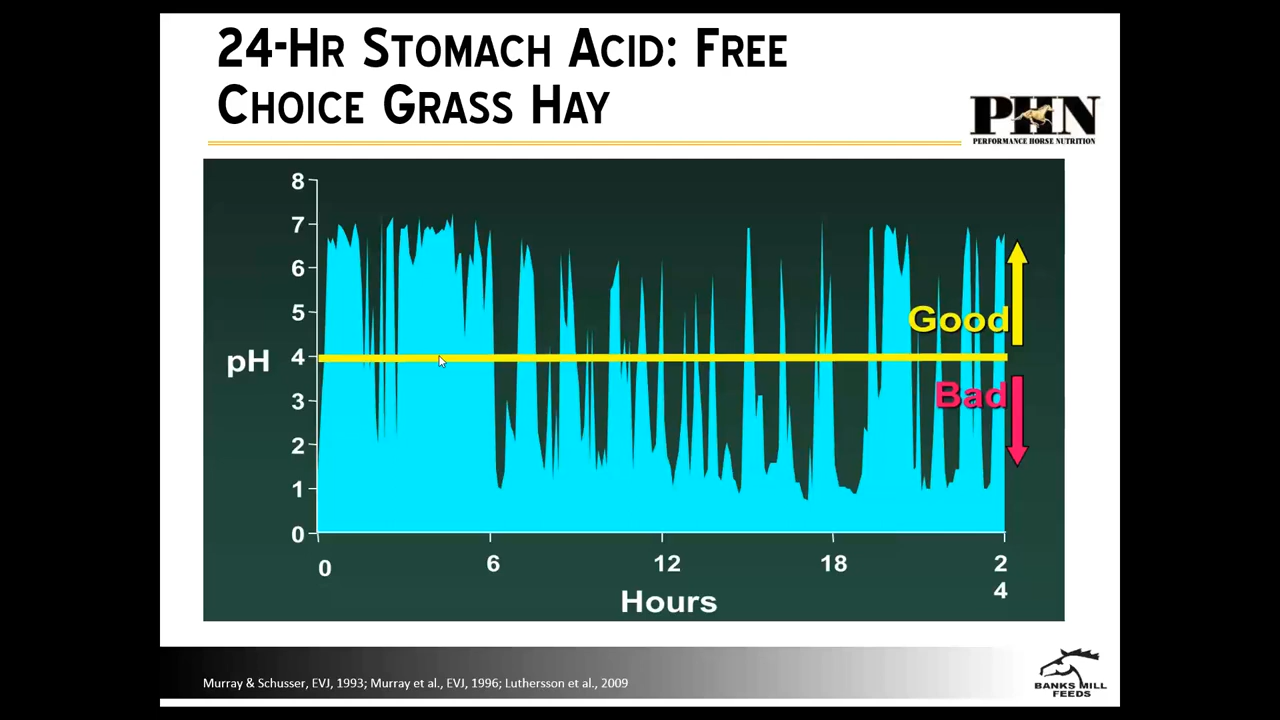 24-HR STOMACH ACID: FREE
CHOICE GRASS HAY
PHN
PERFORMANCE HORSE NUTRITION
8
7
6
5
4
3
2
1
0
pH
Good
Bad
0
6
12
18
2
4
Hours
Murray & Schusser, EVJ, 1993; Murray et al., EVJ, 1996; Luthersson et al., 2009
BANKS MILL
FEEDS